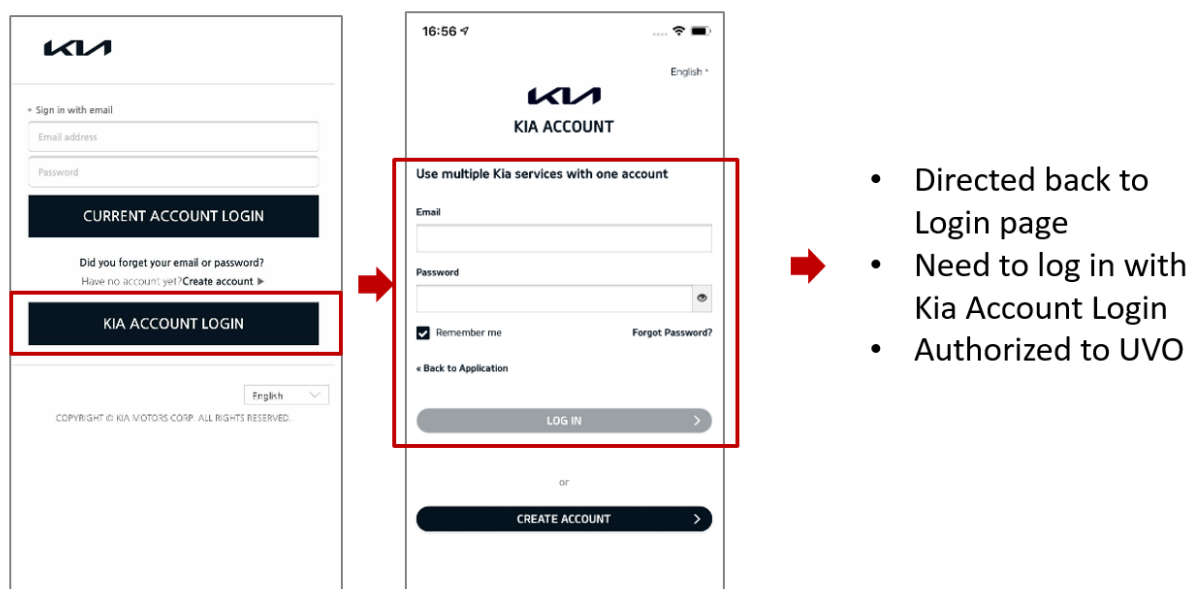 KIA
* Sign in with email
Email address
Password
CURRENT ACCOUNT LOGIN
Did you forget your email or password?
Have no account yet?Create account ▶
KIA ACCOUNT LOGIN
English
COPYRIGHT © KIA MOTORS CORP. ALL RIGHTS RESERVED.
16:56
English
KIA
KIA ACCOUNT
Use multiple Kia services with one account
Email
Password
Remember me
Forgot Password?
« Back to Application
LOG IN
or
CREATE ACCOUNT
• Directed back to
Login page
• Need to log in with
Kia Account Login
• Authorized to UVO